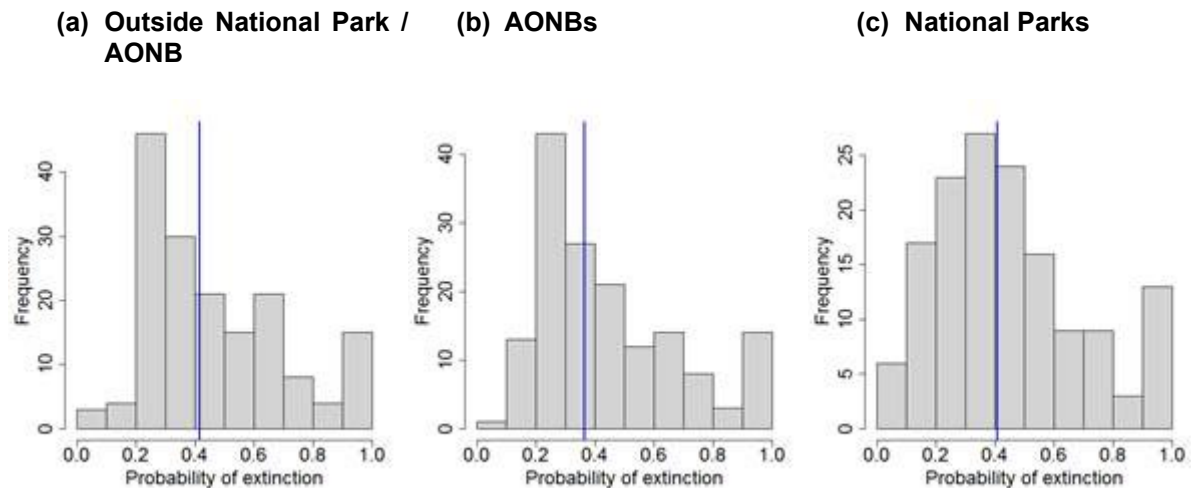 (a) Outside National Park /
AONB
(b) AONBs
(c) National Parks
Frequency
0
10
20
30
40
0.0 0.2 0.4 0.6 0.8 1.0
Probability of extinction
Frequency
0
10
20
30
40
0.0 0.2 0.4 0.6 0.8 1.0
Probability of extinction
Frequency
0
5
10
15
20
25
0.0 0.2 0.4 0.6 0.8 1.0
Probability of extinction